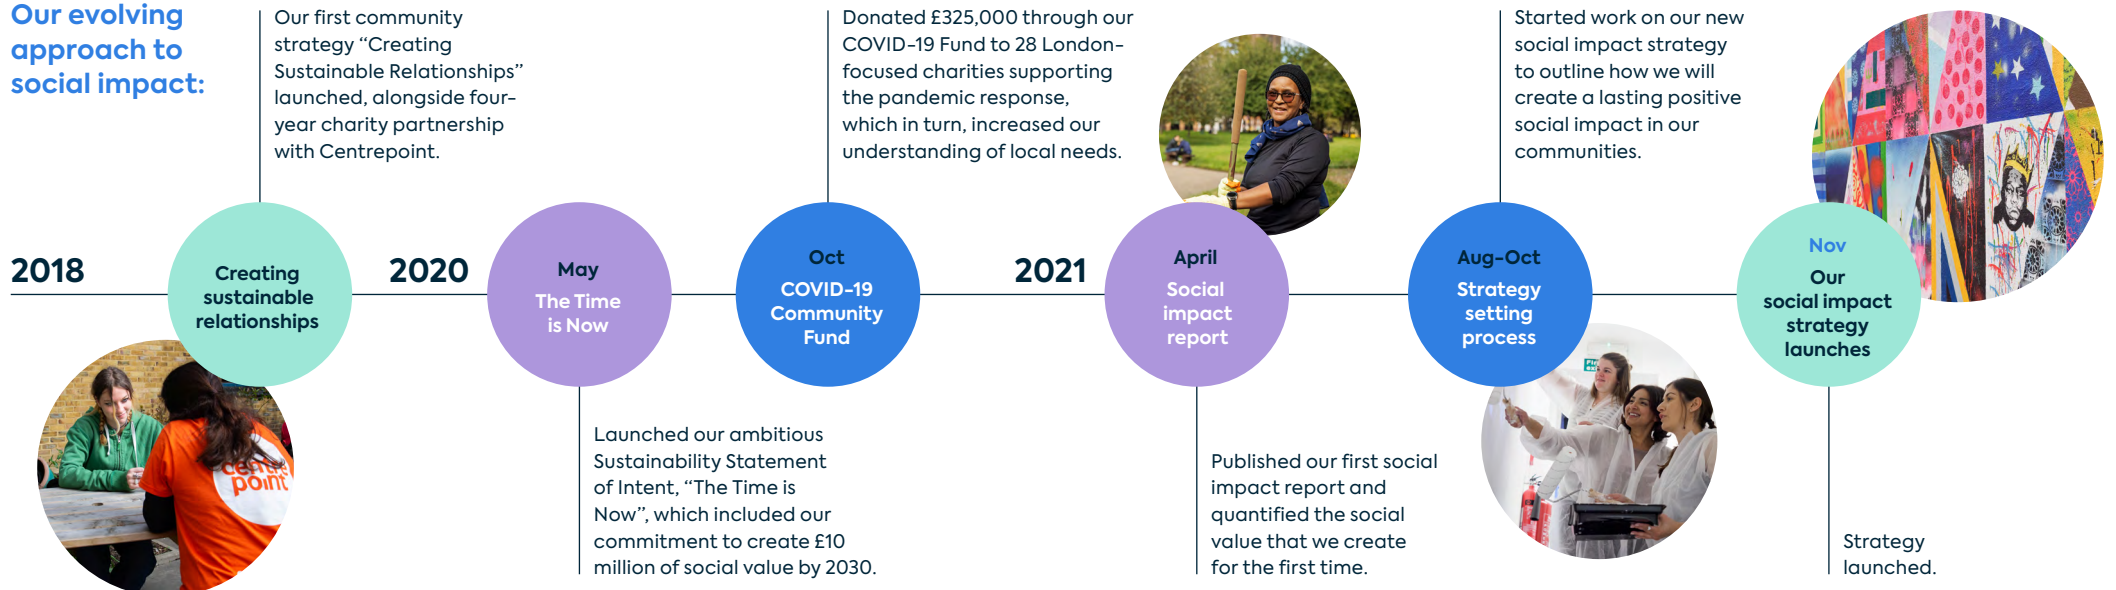 Our evolving
approach to
social impact:
2018
Our first community
strategy “Creating
Sustainable Relationships”
launched, alongside four-
year charity partnership
with Centrepoint.
Creating
sustainable
relationships
centre
point
2020
May
The Time
is Now
Launched our ambitious
Sustainability Statement
of Intent, “The Time is
Now”, which included our
commitment to create £10
million of social value by 2030.
Donated £325,000 through our
COVID-19 Fund to 28 London-
focused charities supporting
the pandemic response,
which in turn, increased our
understanding of local needs.
Oct
COVID-19
Community
Fund
2021
April
Social
impact
report
Published our first social
impact report and
quantified the social
value that we create
for the first time.
Started work on our new
social impact strategy
to outline how we will
create a lasting positive
social impact in our
communities.
Aug-Oct
Strategy
setting
process
Nov
Our
social impact
strategy
launches
Strategy
launched.